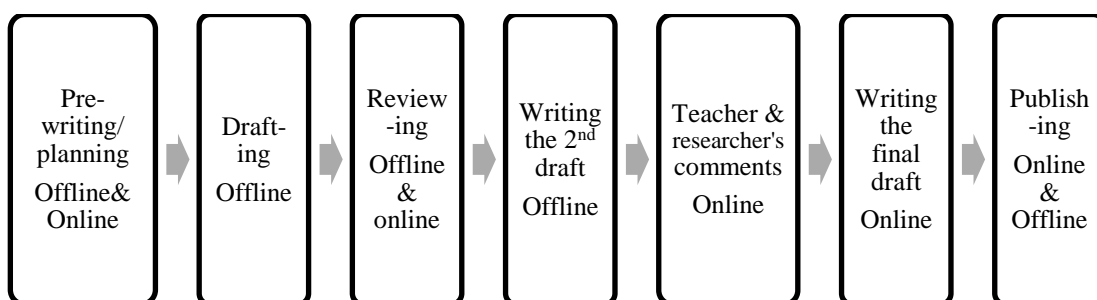 Pre-
writing/
planning
Offline&
Online
Draft-
ing
Offline
Review
-ing
Offline
&
online
Writing
the 2nd
draft
Offline
Teacher &
researcher's
comments
Online
Writing
the
final
draft
Online
Publish
-ing
Online
&
Offline